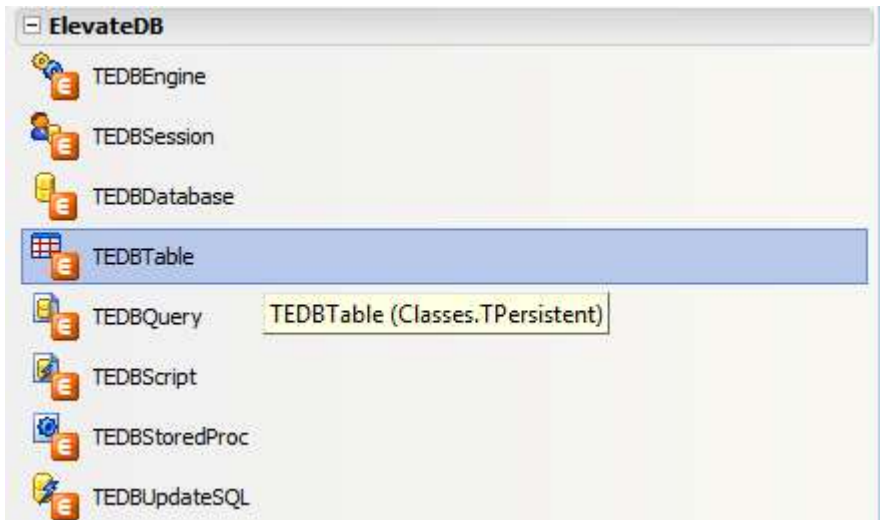 ElevateDB
TEDBEngine
TEDBSession
TEDBDatabase
TEDBTable
TEDBQuery
TEDBTable (Classes.TPersistent)
TEDBScript
TEDBStoredProc
TEDBUpdateSQL